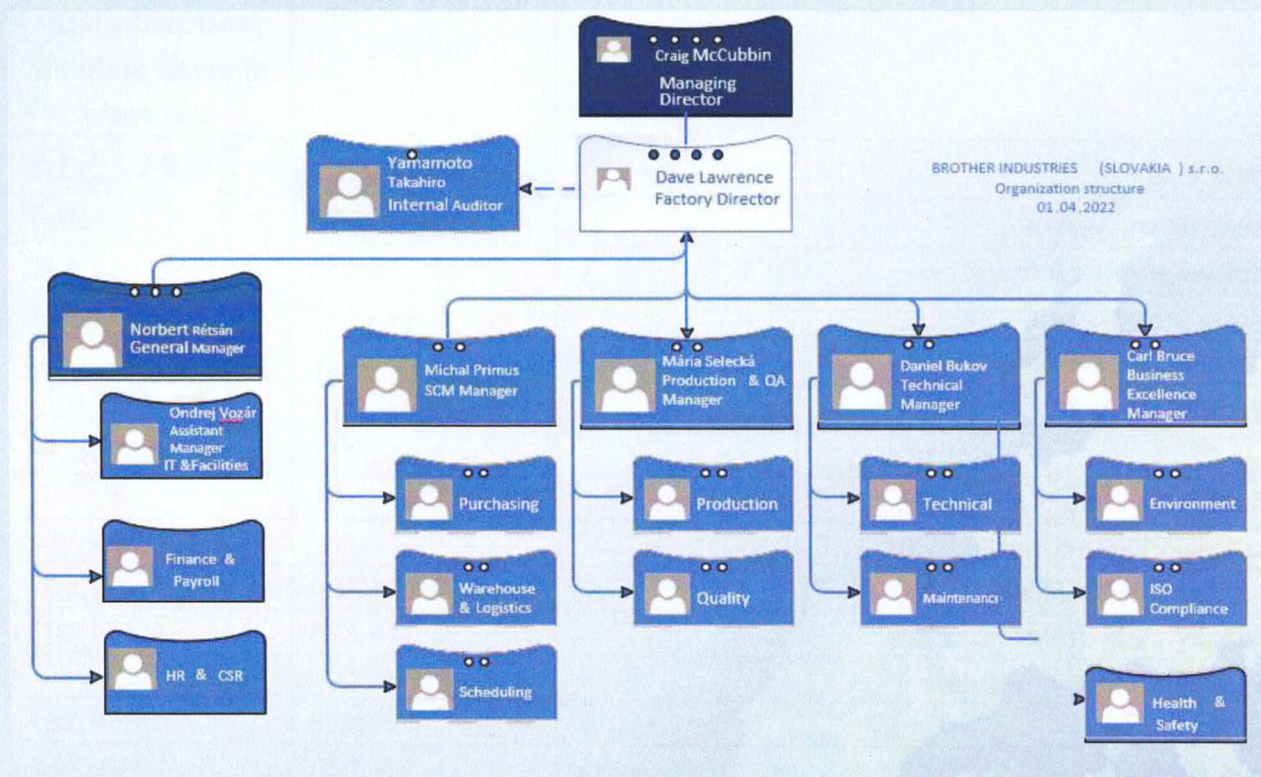 Craig McCubbin
Managing
Director
Yamamoto
Takahiro
Internal Auditor
Dave Lawrence
Factory Director
BROTHER INDUSTRIES (SLOVAKIA ) s.r.o.
Organization structure
01.04.2022
Norbert Rétsán
General Manager
Ondrej Vozár
Assistant
Manager
IT &Facilities
Finance &
Payroll
HR & CSR
Michal Primus
SCM Manager
Purchasing
Warehouse
& Logistics
Scheduling
Mária Selecká
Production & QA
Manager
Production
Quality
Daniel Bukov
Technical
Manager
Technical
Maintenance
Carl Bruce
Business
Excellence
Manager
Environment
ISO
Compliance
Health &
Safety